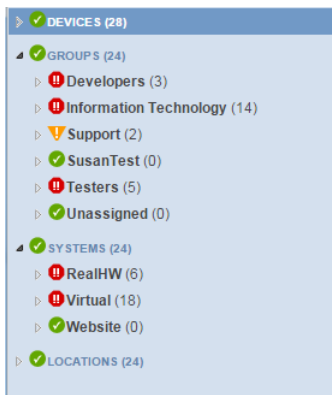 DEVICES (28)
GROUPS (24)
Developers (3)
Information Technology (14)
Support (2)
SusanTest (0)
Testers (5)
Unassigned (0)
SYSTEMS (24)
RealHW (6)
Virtual (18)
Website (0)
LOCATIONS (24)